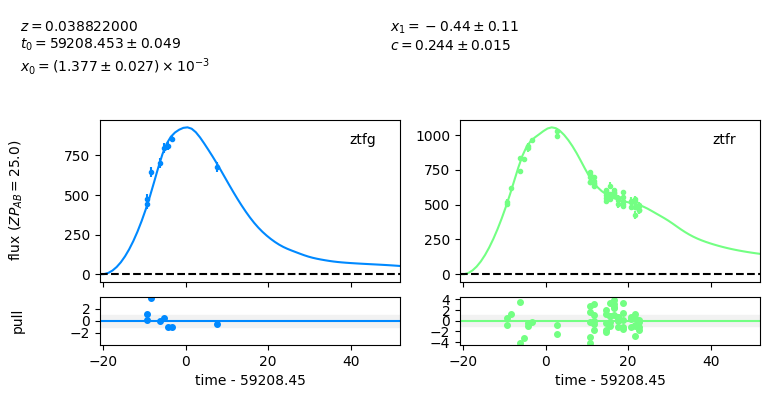 z = 0.038822000
t₀ = 59208.453 ± 0.049
x₀ = (1.377 ± 0.027) × 10⁻³
x₁ = −0.44 ± 0.11
c = 0.244 ± 0.015
flux (ZP_AB = 25.0)
ztfg
750
500
250
0
ztfr
1000
750
500
250
0
pull
2
0
−2
−20
0
20
40
time - 59208.45
4
2
0
−2
−4
−20
0
20
40
time - 59208.45